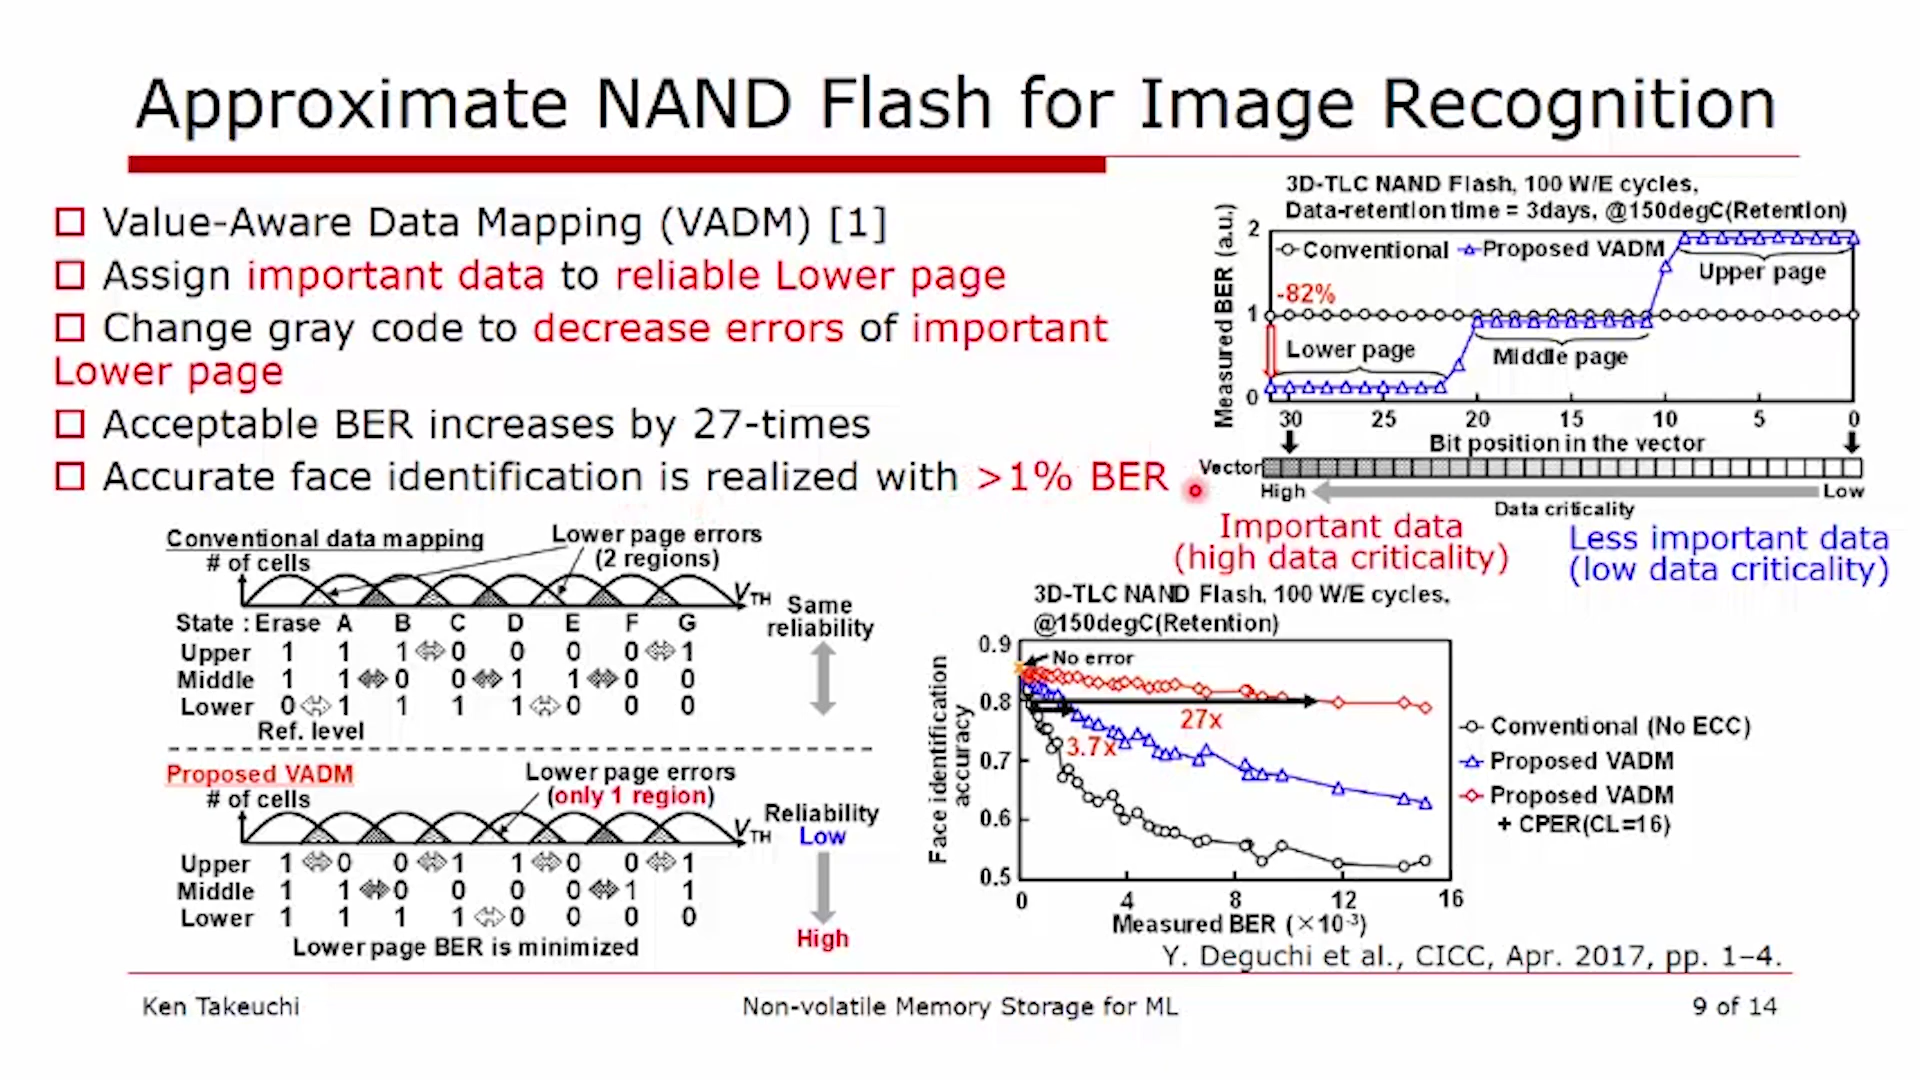 Approximate NAND Flash for Image Recognition
Value-Aware Data Mapping (VADM) [1]
Assign important data to reliable Lower page
Change gray code to decrease errors of important
Lower page
Acceptable BER increases by 27-times
Accurate face identification is realized with >1% BER
3D-TLC NAND Flash, 100 W/E cycles,
Data-retention time = 3days, @150degC(Retention)
Measured BER (a.u.)
2
1
0
Conventional Proposed VADM
-82%
Lower page
Middle page
Upper page
30 25 20 15 10 5 0
Bit position in the vector
Vector
High Low
Data criticality
Important data
(high data criticality)
Less important data
(low data criticality)
Conventional data mapping
# of cells
Lower page errors
(2 regions)
VTH
State : Erase A B C D E F G
Upper 1 1 1 0 0 0 0 1
Middle 1 1 0 0 1 1 0 0
Lower 0 1 1 1 1 0 0 0
Ref. level
Same
reliability
Proposed VADM
# of cells
Lower page errors
(only 1 region)
VTH
Upper 1 0 0 1 1 0 0 1
Middle 1 1 0 0 0 0 1 1
Lower 1 1 1 1 0 0 0 0
Lower page BER is minimized
Reliability
Low
High
3D-TLC NAND Flash, 100 W/E cycles,
@150degC(Retention)
Face identification
accuracy
0.9
0.8
0.7
0.6
0.5
No error
27x
3.7x
0 4 8 12 16
Measured BER (×10-3)
Conventional (No ECC)
Proposed VADM
Proposed VADM
+ CPER(CL=16)
Y. Deguchi et al., CICC, Apr. 2017, pp. 1–4.
Ken Takeuchi
Non-volatile Memory Storage for ML
9 of 14